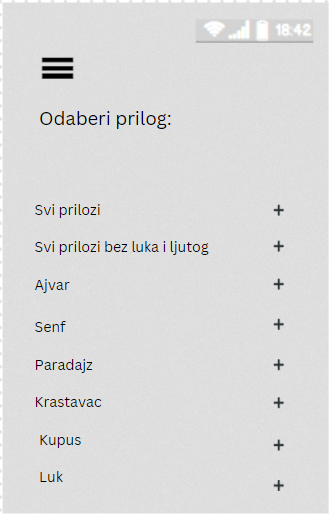 18:42
Odaberi prilog:
Svi prilozi +
Svi prilozi bez luka i ljutog +
Ajvar +
Senf +
Paradajz +
Krastavac +
Kupus +
Luk +